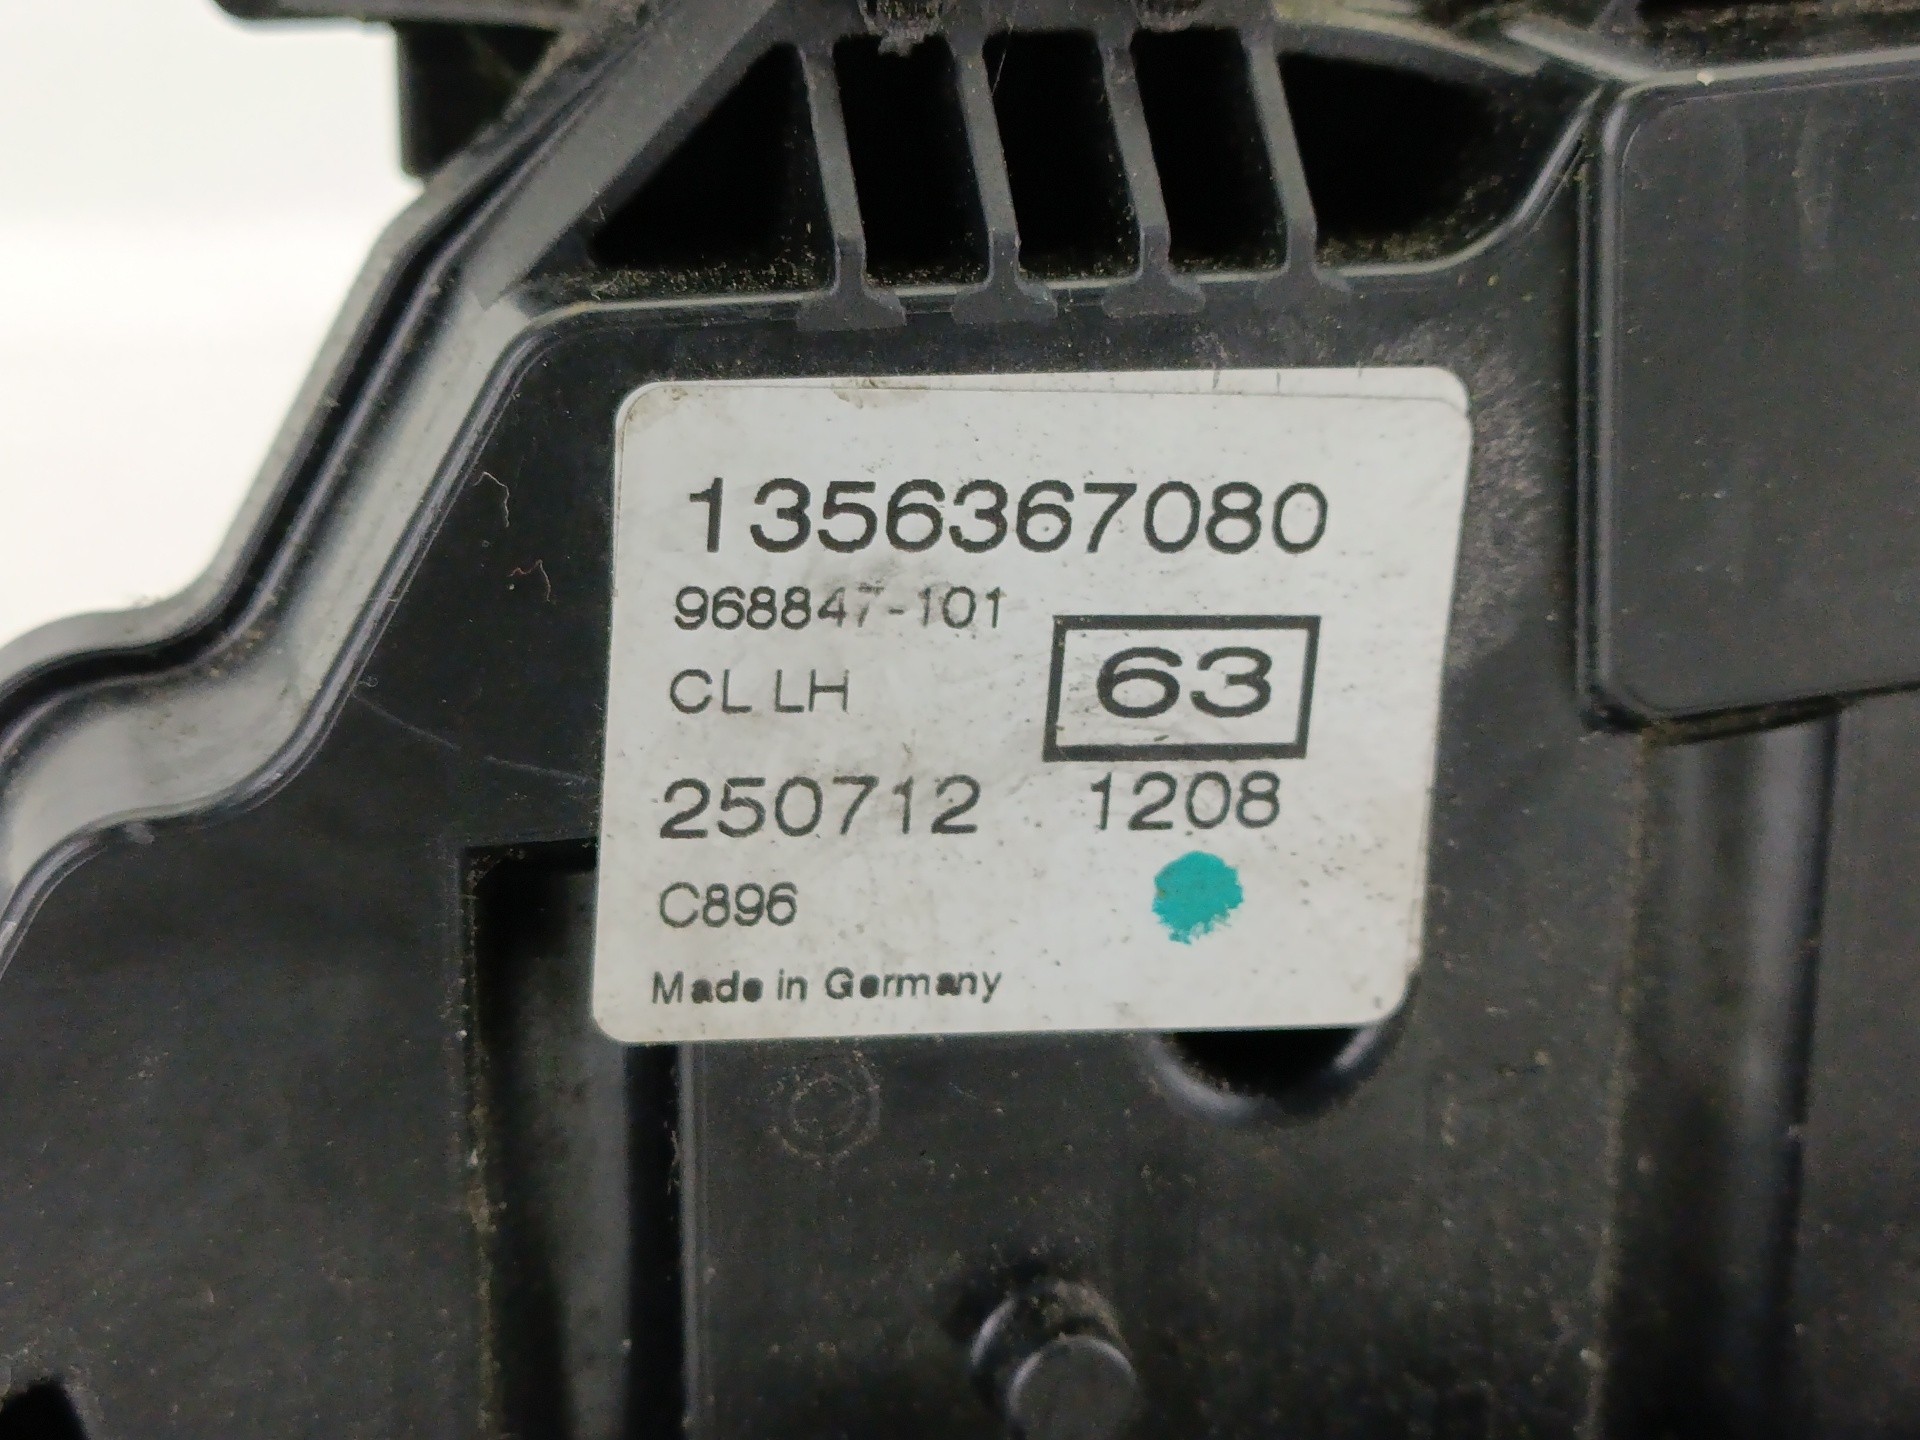 1356367080
968847-101
CL LH 63
250712 1208
C896
Made in Germany